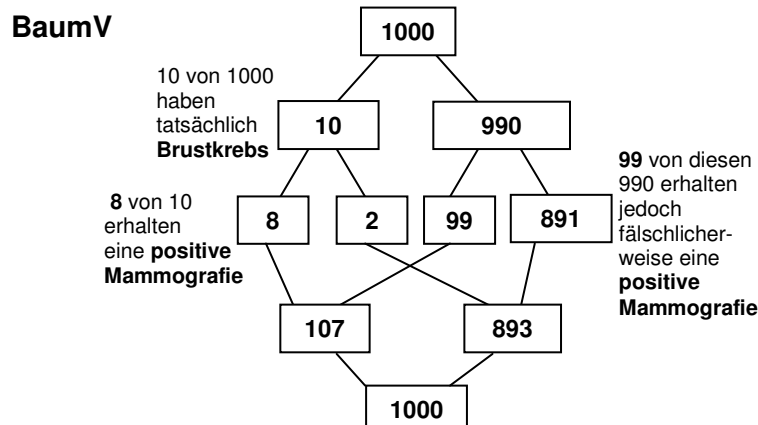 BaumV
1000
10 von 1000
haben
tatsächlich
Brustkrebs
10
990
99 von diesen
990 erhalten
jedoch
fälschlicher-
weise eine
positive
Mammografie
8 von 10
erhalten
eine positive
Mammografie
8
2
99
891
107
893
1000